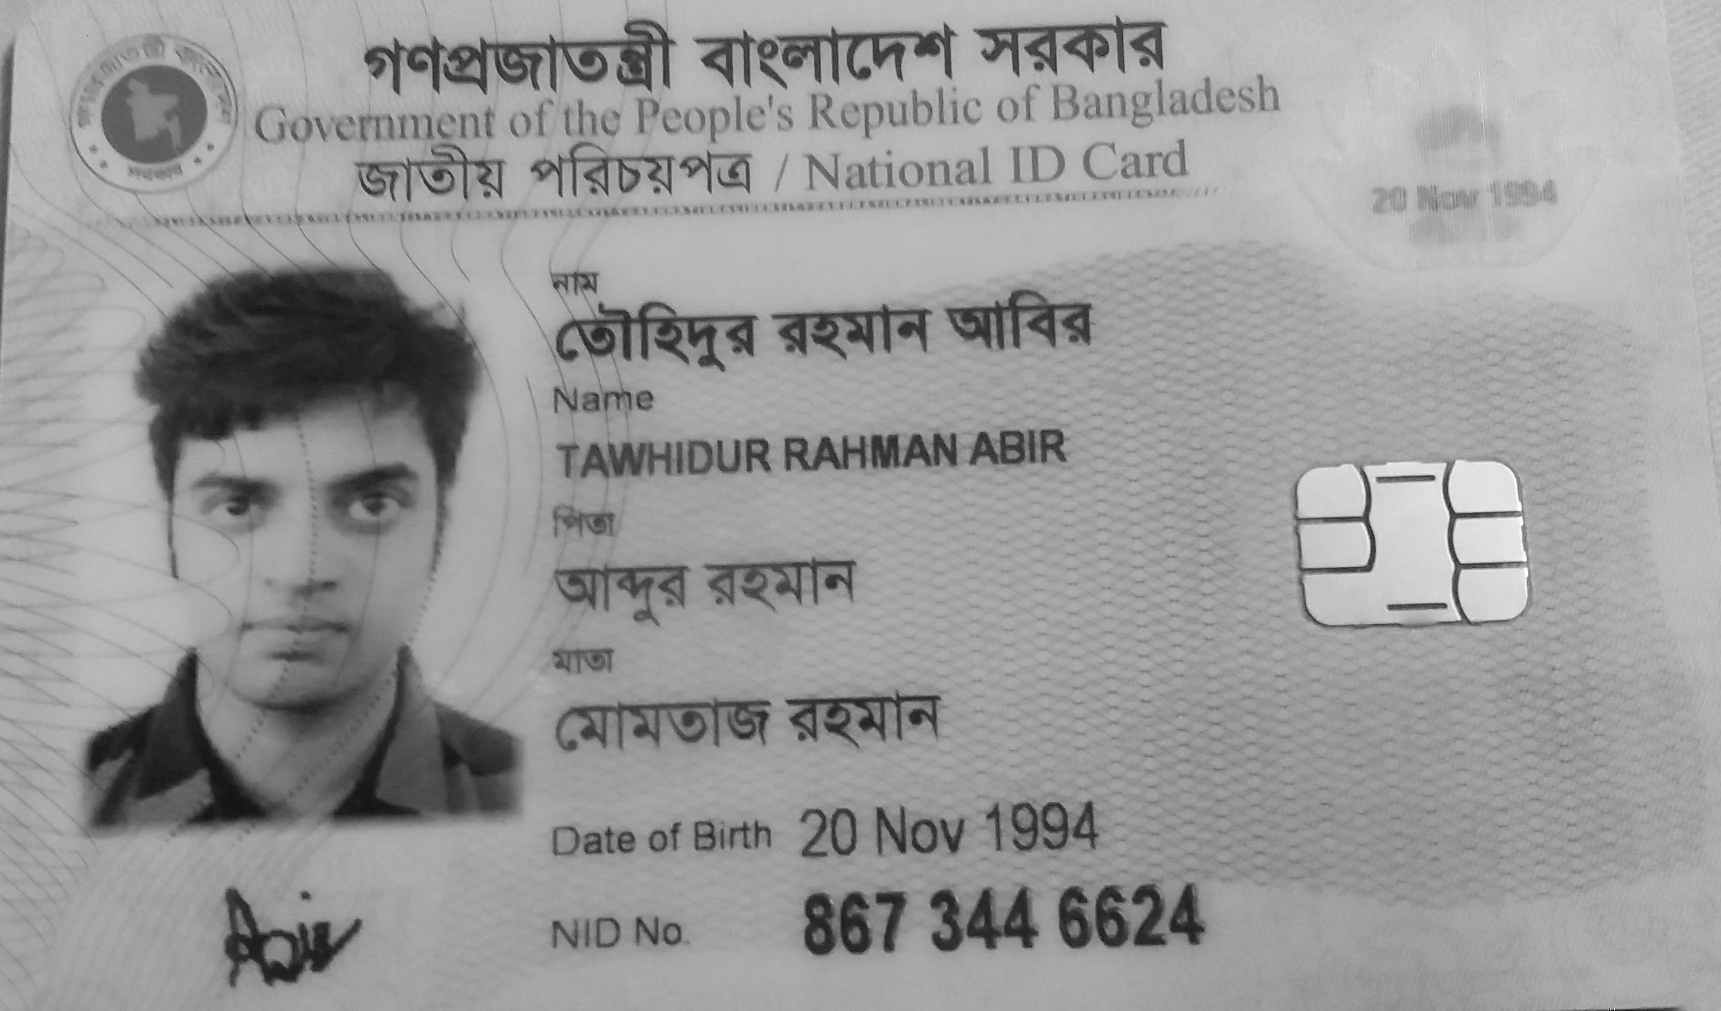 গণপ্রজাতন্ত্রী বাংলাদেশ সরকার
Government of the People's Republic of Bangladesh
জাতীয় পরিচয়পত্র / National ID Card
20 Nov 1994
নাম
তৌহিদুর রহমান আবির
Name
TAWHIDUR RAHMAN ABIR
পিতা
আব্দুর রহমান
মাতা
মোমতাজ রহমান
Date of Birth 20 Nov 1994
NID No. 867 344 6624